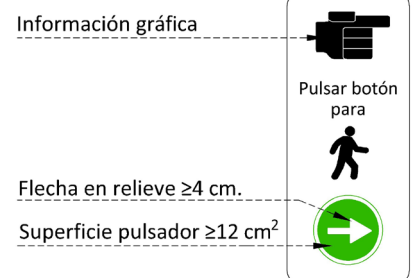 Información gráfica
Pulsar botón
para
Flecha en relieve ≥4 cm.
Superficie pulsador ≥12 cm²